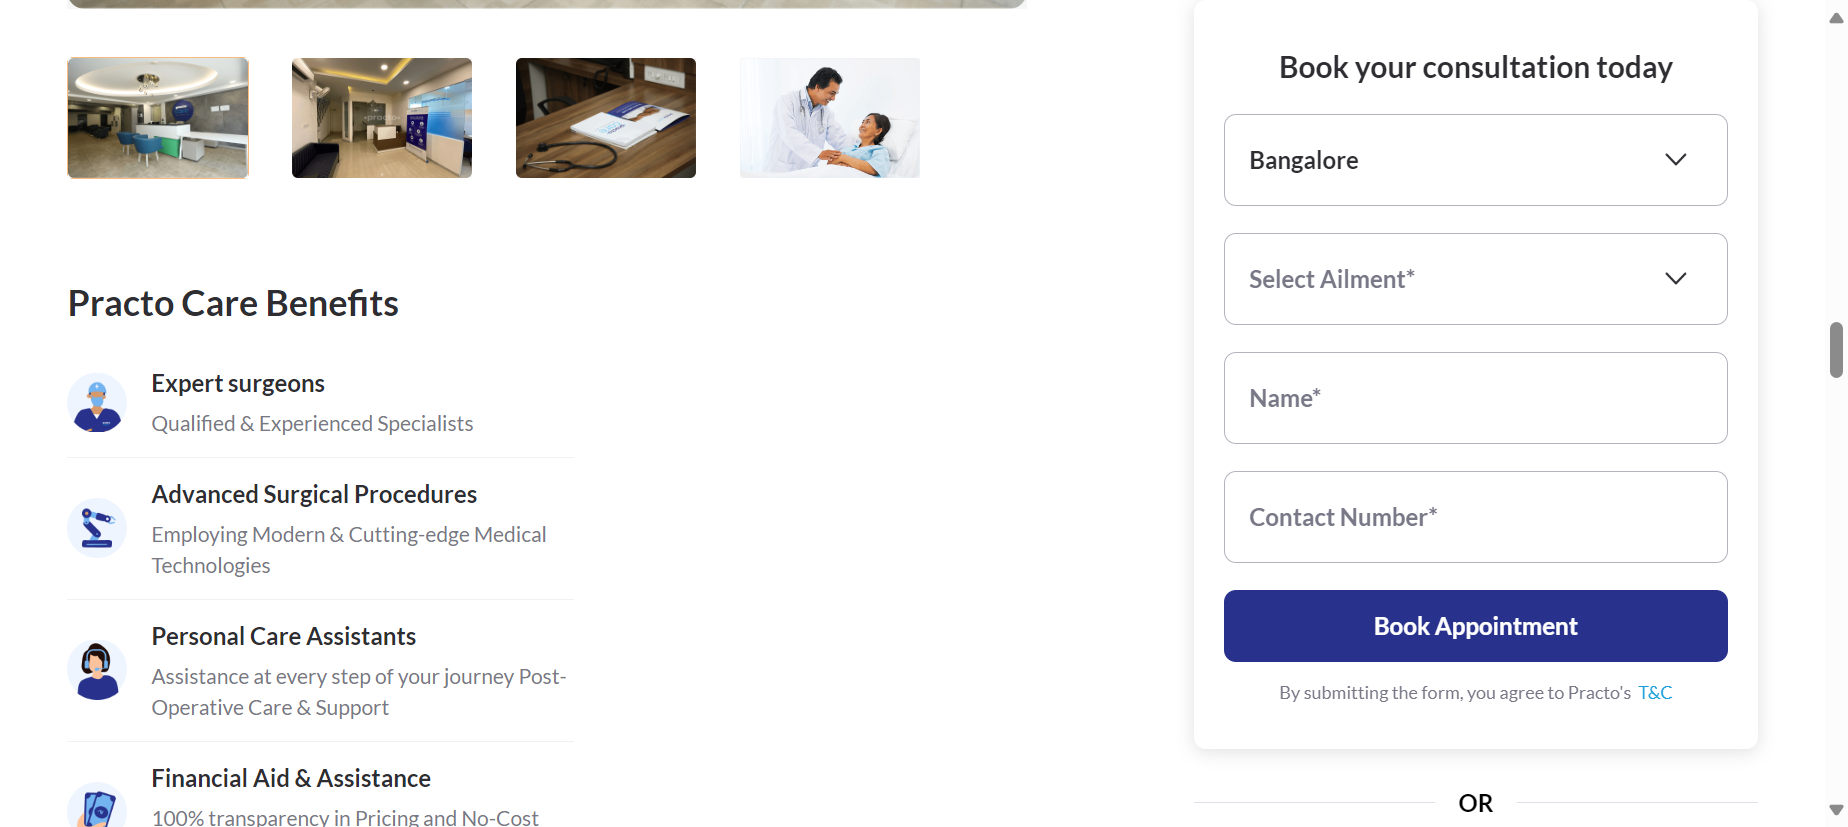 Book your consultation today
Bangalore
Select Ailment*
Name*
Contact Number*
Book Appointment
By submitting the form, you agree to Practo's T&C
OR
Practo Care Benefits
Expert surgeons
Qualified & Experienced Specialists
Advanced Surgical Procedures
Employing Modern & Cutting-edge Medical
Technologies
Personal Care Assistants
Assistance at every step of your journey Post-
Operative Care & Support
Financial Aid & Assistance
100% transparency in Pricing and No-Cost